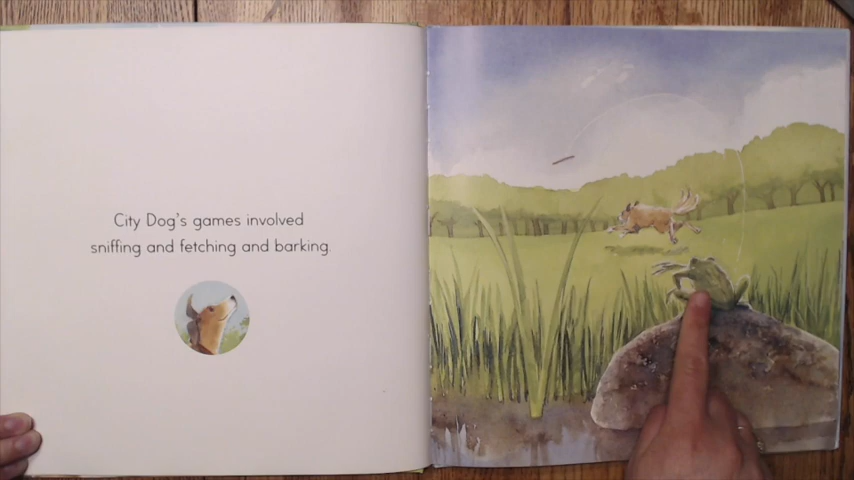 City Dog's games involved
sniffing and fetching and barking.